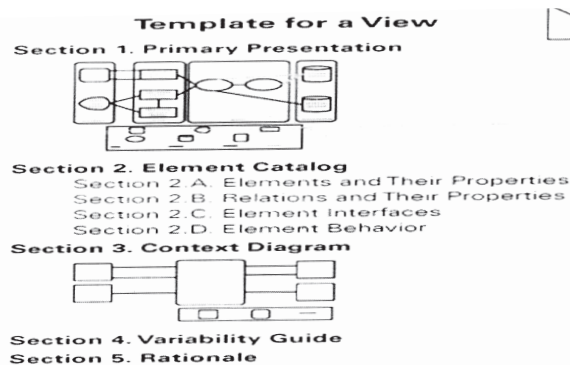 Template for a View
Section 1. Primary Presentation
Section 2. Element Catalog
Section 2.A. Elements and Their Properties
Section 2.B. Relations and Their Properties
Section 2.C. Element Interfaces
Section 2.D. Element Behavior
Section 3. Context Diagram
Section 4. Variability Guide
Section 5. Rationale